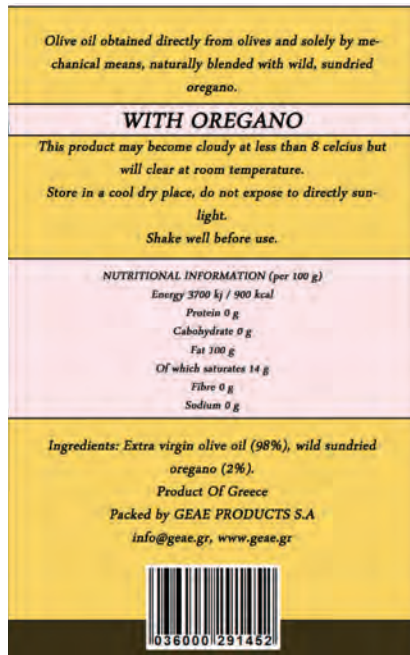 Olive oil obtained directly from olives and solely by me-
chanical means, naturally blended with wild, sundried
oregano.
WITH OREGANO
This product may become cloudy at less than 8 celcius but
will clear at room temperature.
Store in a cool dry place, do not expose to directly sun-
light.
Shake well before use.
NUTRITIONAL INFORMATION (per 100 g)
Energy 3700 kj / 900 kcal
Protein 0 g
Cabohydrate 0 g
Fat 100 g
Of which saturates 14 g
Fibre 0 g
Sodium 0 g
Ingredients: Extra virgin olive oil (98%), wild sundried
oregano (2%).
Product Of Greece
Packed by GEAE PRODUCTS S.A
info@geae.gr, www.geae.gr
036000 291452